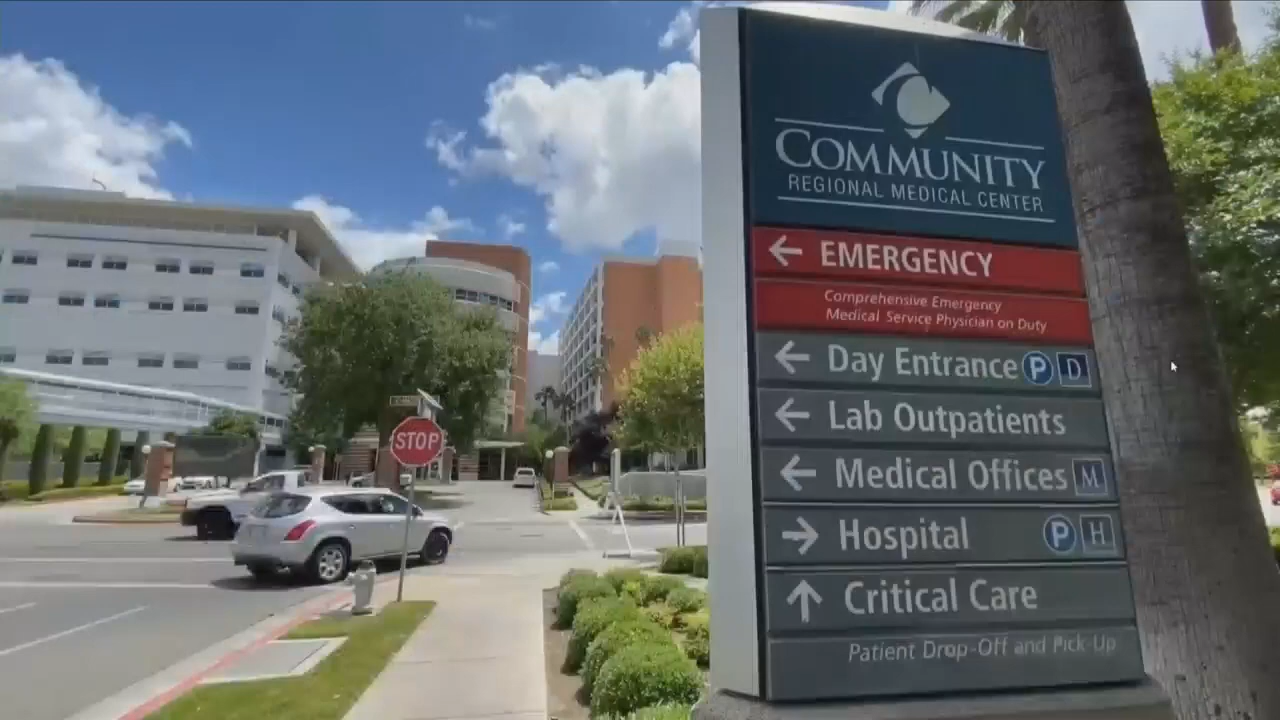 COMMUNITY
REGIONAL MEDICAL CENTER
← EMERGENCY
Comprehensive Emergency
Medical Service Physician on Duty
← Day Entrance P D
← Lab Outpatients
← Medical Offices M
→ Hospital P H
↑ Critical Care
Patient Drop-Off and Pick-Up
STOP